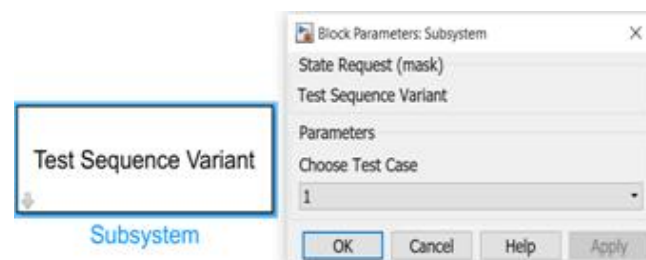 Test Sequence Variant
Subsystem
Block Parameters: Subsystem
State Request (mask)
Test Sequence Variant
Parameters
Choose Test Case
1
OK Cancel Help Apply